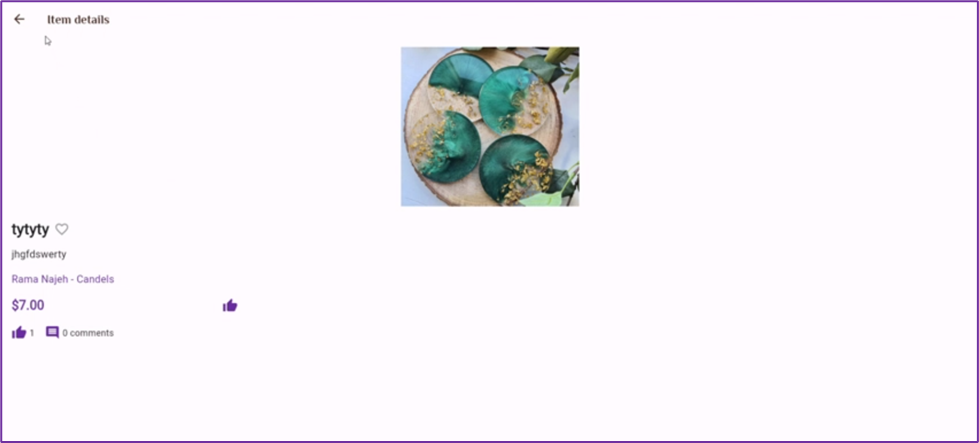 Item details
tytyty
jhgfdswerty
Rama Najeh - Candels
$7.00
1 0 comments